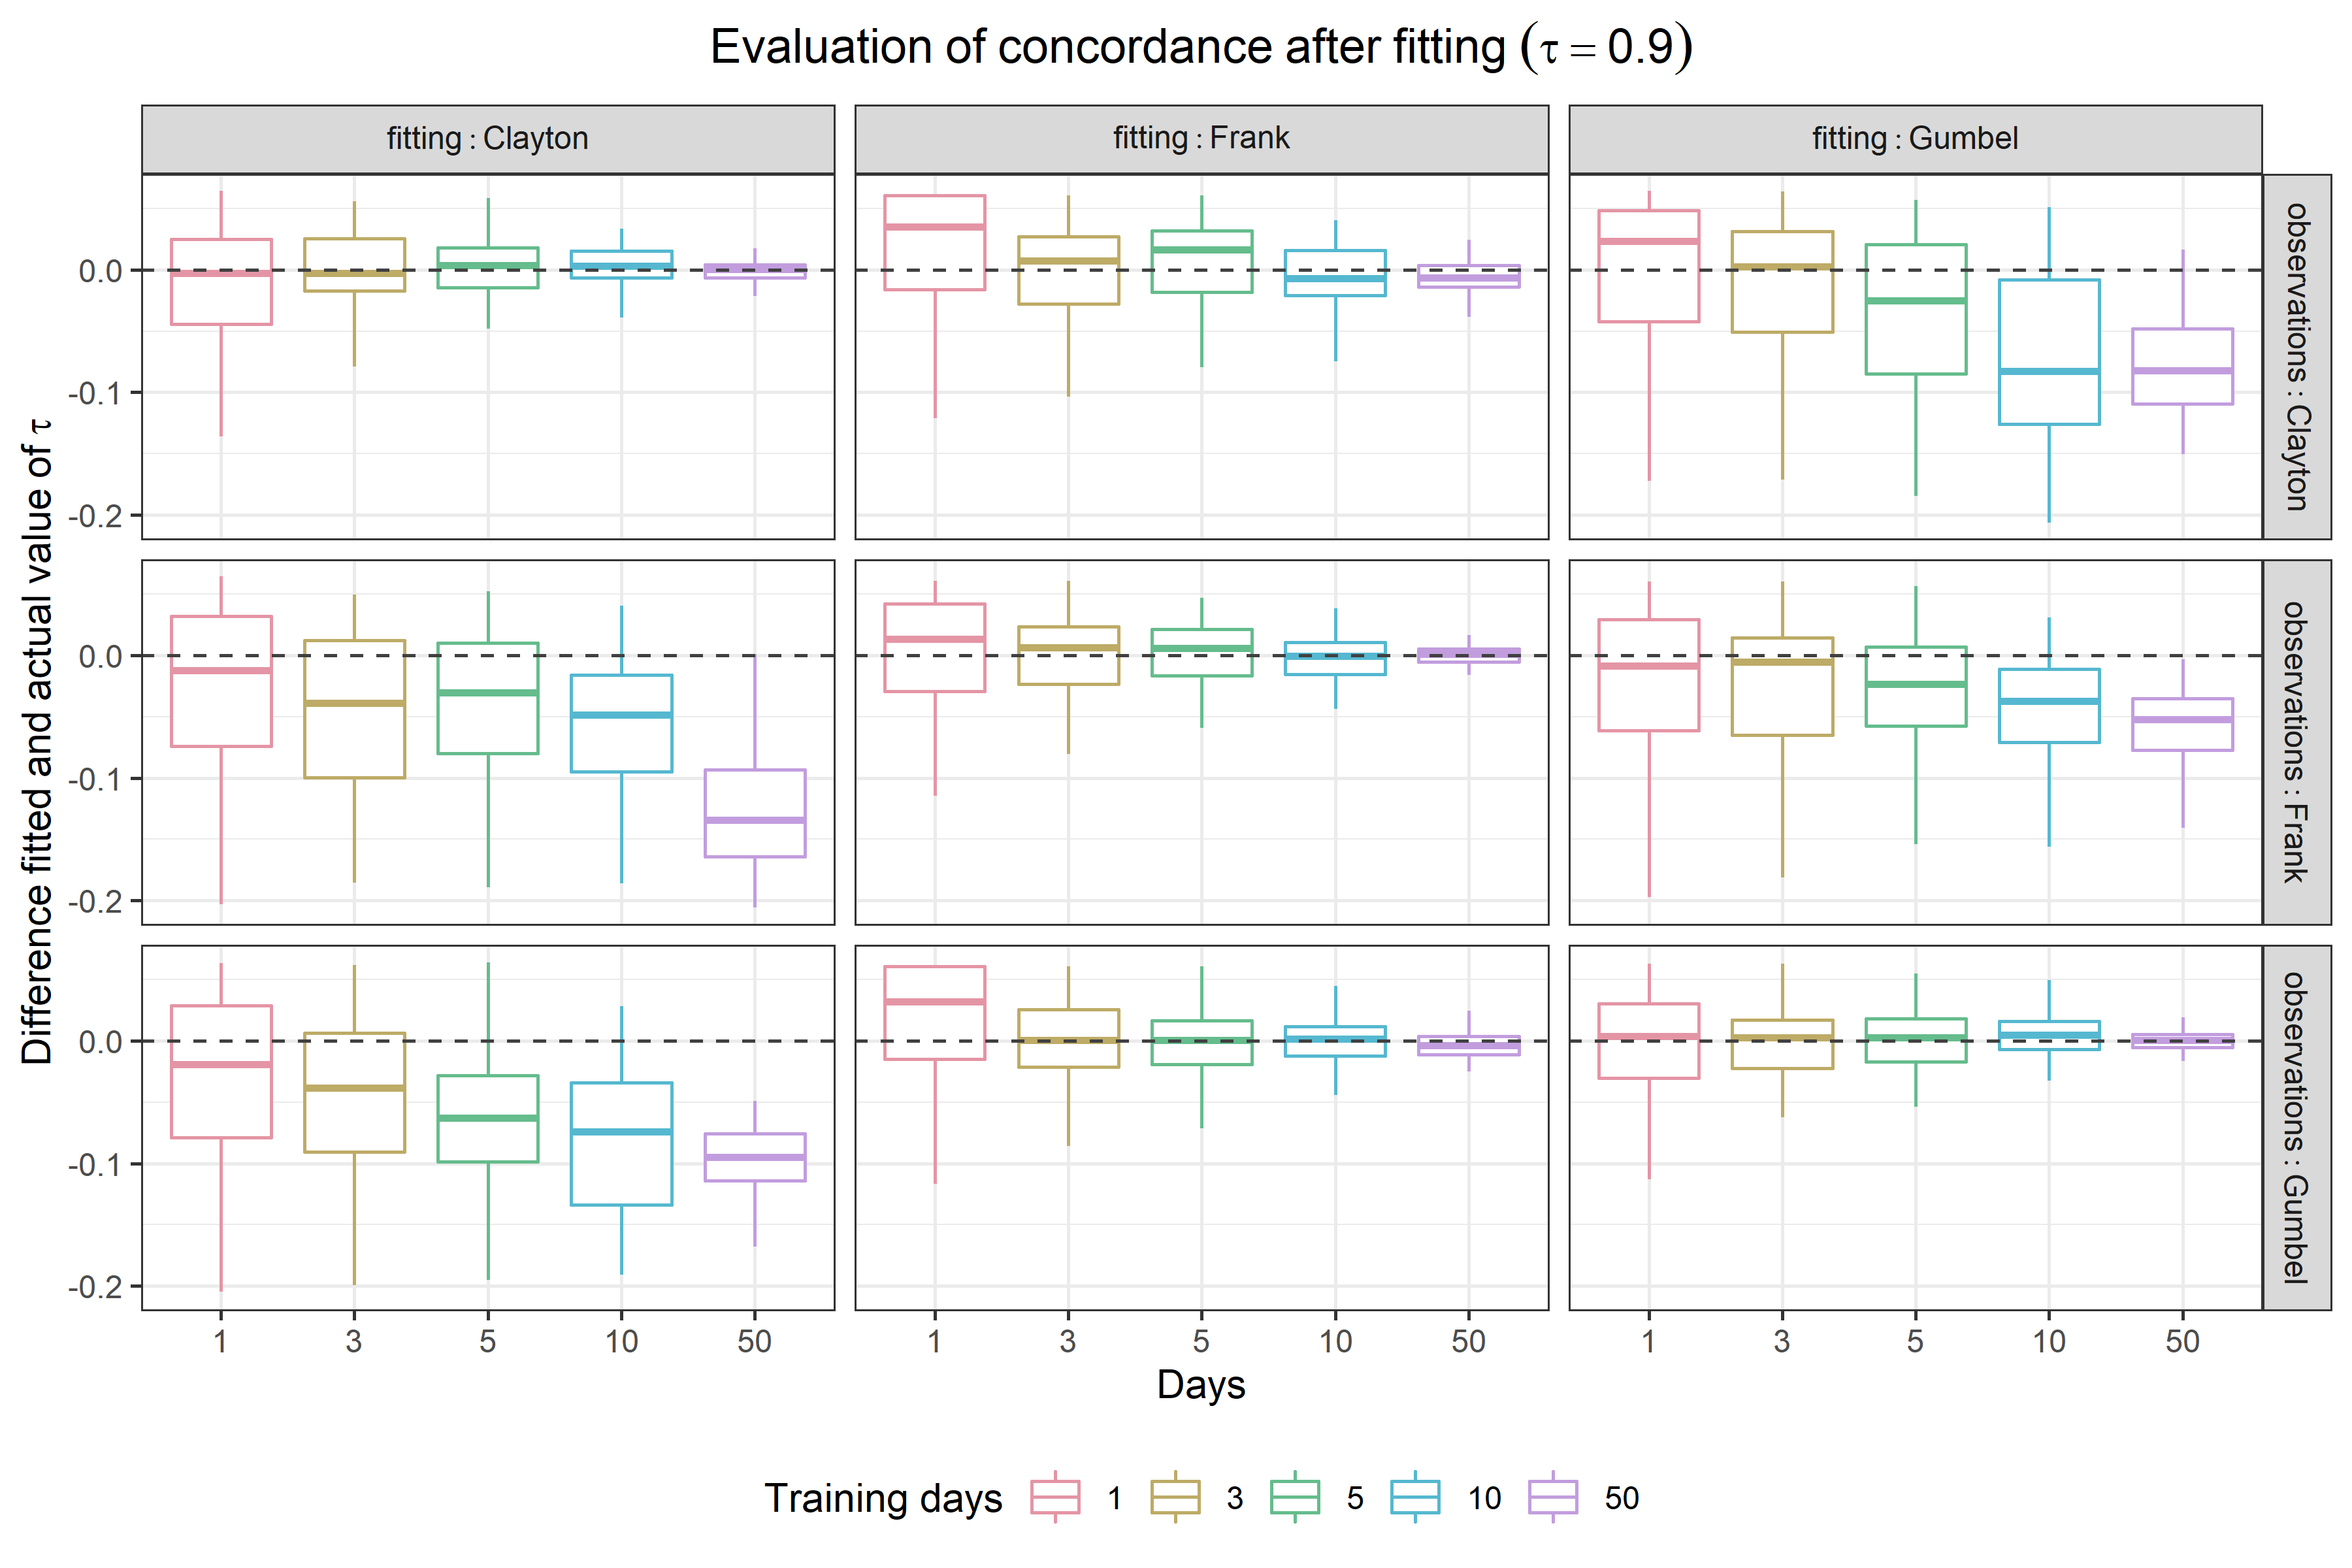 Evaluation of concordance after fitting (τ = 0.9)
fitting : Clayton
fitting : Frank
fitting : Gumbel
Difference fitted and actual value of τ
0.0
-0.1
-0.2
observations : Clayton
0.0
-0.1
-0.2
observations : Frank
0.0
-0.1
-0.2
observations : Gumbel
1 3 5 10 50
1 3 5 10 50
1 3 5 10 50
Days
Training days 1 3 5 10 50